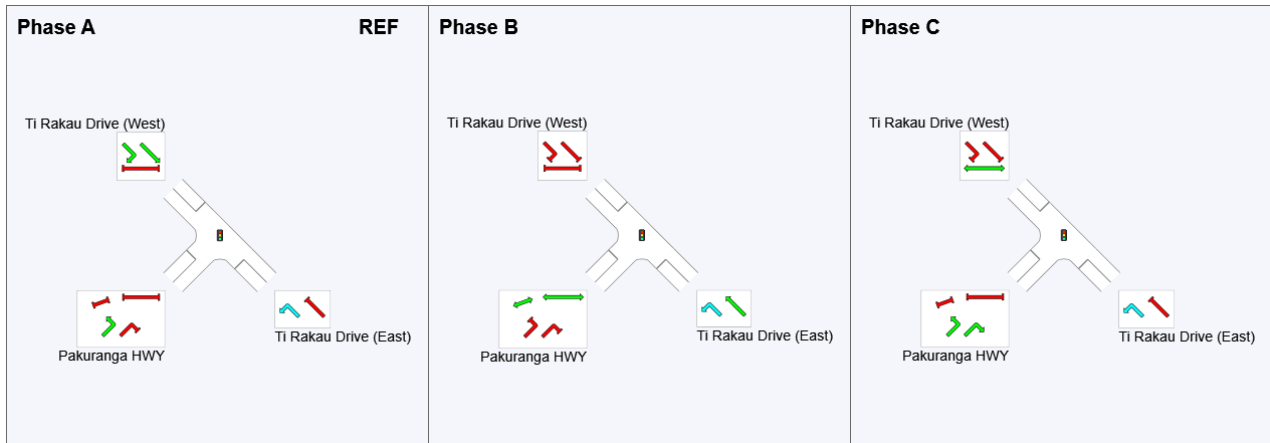 Phase A REF
Ti Rakau Drive (West)
Pakuranga HWY
Ti Rakau Drive (East)
Phase B
Ti Rakau Drive (West)
Pakuranga HWY
Ti Rakau Drive (East)
Phase C
Ti Rakau Drive (West)
Pakuranga HWY
Ti Rakau Drive (East)